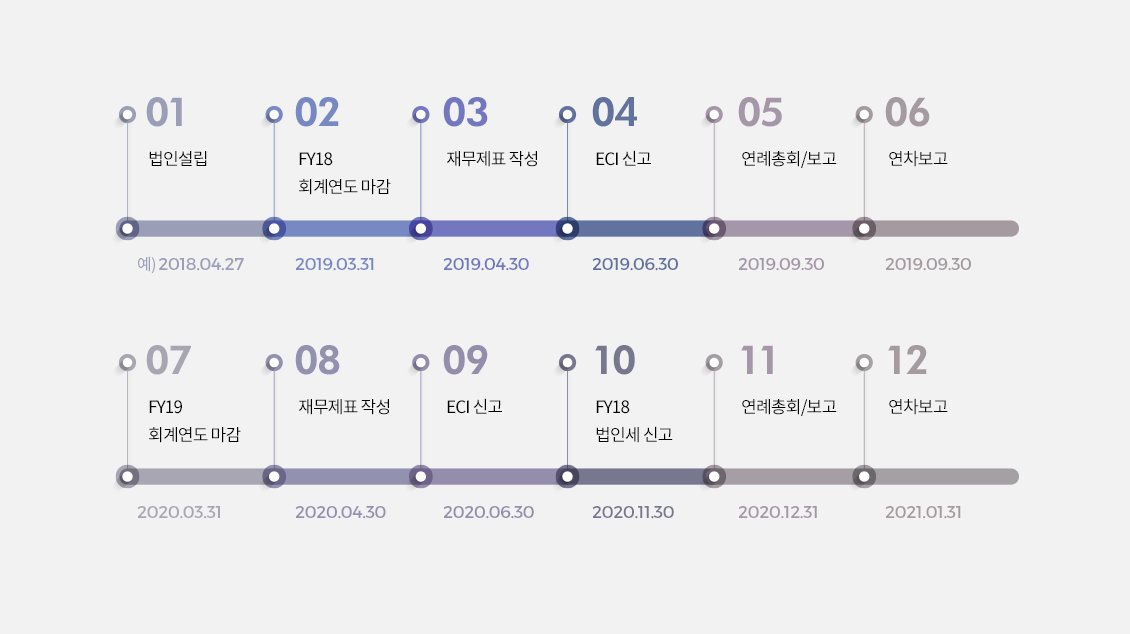 01
법인설립
예) 2018.04.27
02
FY18
회계연도 마감
2019.03.31
03
재무제표 작성
2019.04.30
04
ECI 신고
2019.06.30
05
연례총회/보고
2019.09.30
06
연차보고
2019.09.30
07
FY19
회계연도 마감
2020.03.31
08
재무제표 작성
2020.04.30
09
ECI 신고
2020.06.30
10
FY18
법인세 신고
2020.11.30
11
연례총회/보고
2020.12.31
12
연차보고
2021.01.31